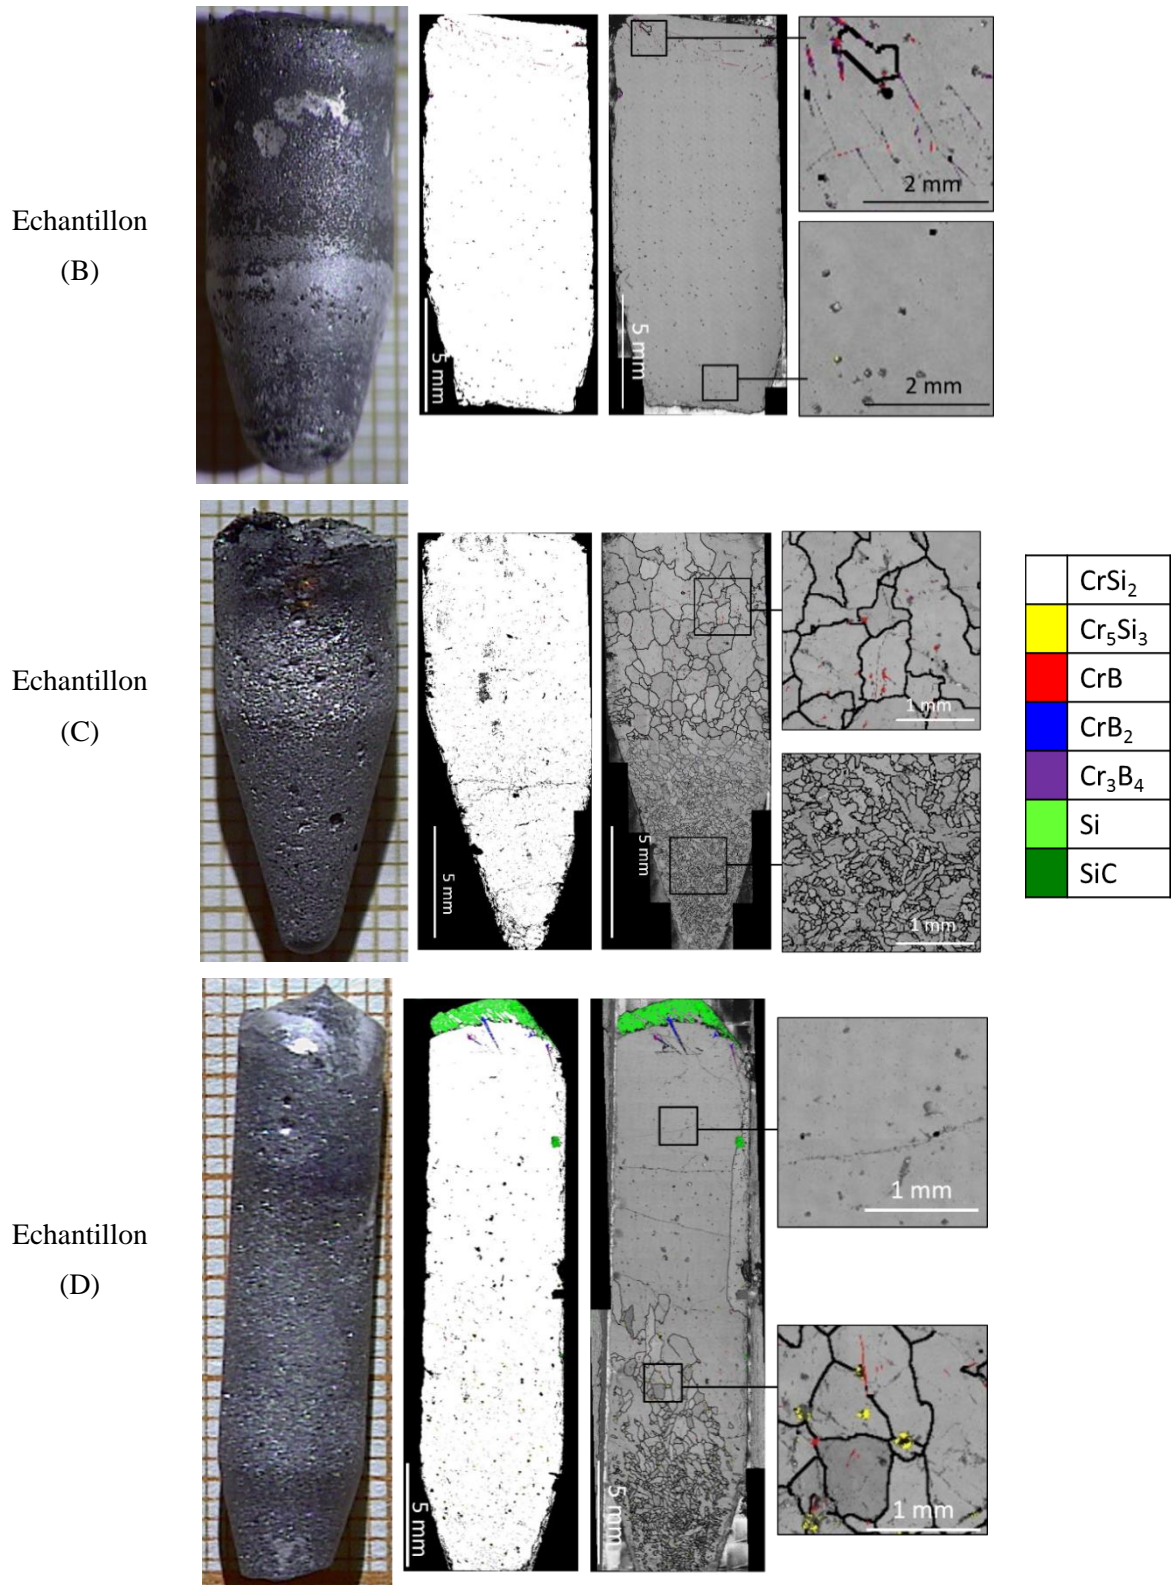 Echantillon
(B)
5 mm
5 mm
2 mm
2 mm
Echantillon
(C)
5 mm
5 mm
1 mm
1 mm
CrSi₂
Cr₅Si₃
CrB
CrB₂
Cr₃B₄
Si
SiC
Echantillon
(D)
5 mm
5 mm
1 mm
1 mm